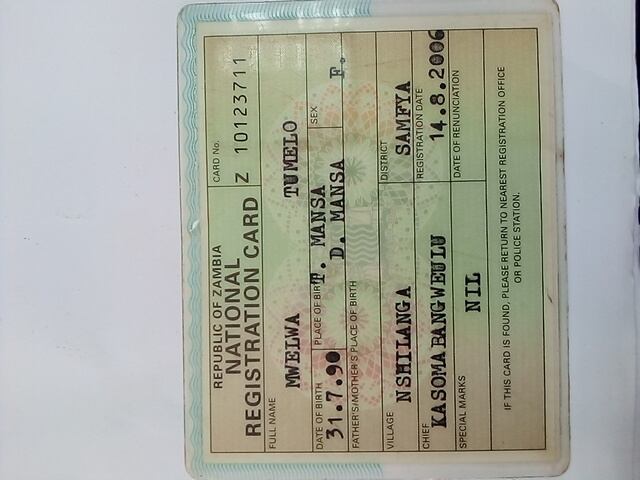 REPUBLIC OF ZAMBIA
NATIONAL
REGISTRATION CARD
CARD No.
Z 10123711
FULL NAME
MWELWA TUMELO
DATE OF BIRTH
31.7.90
PLACE OF BIRTH
T. MANSA
D. MANSA
SEX
F.
FATHER'S/MOTHER'S PLACE OF BIRTH
VILLAGE
NSHILANGA
DISTRICT
SAMFYA
CHIEF
KASOMA BANGWEULU
REGISTRATION DATE
14.8.2006
SPECIAL MARKS
NIL
DATE OF RENUNCIATION
IF THIS CARD IS FOUND, PLEASE RETURN TO NEAREST REGISTRATION OFFICE
OR POLICE STATION.